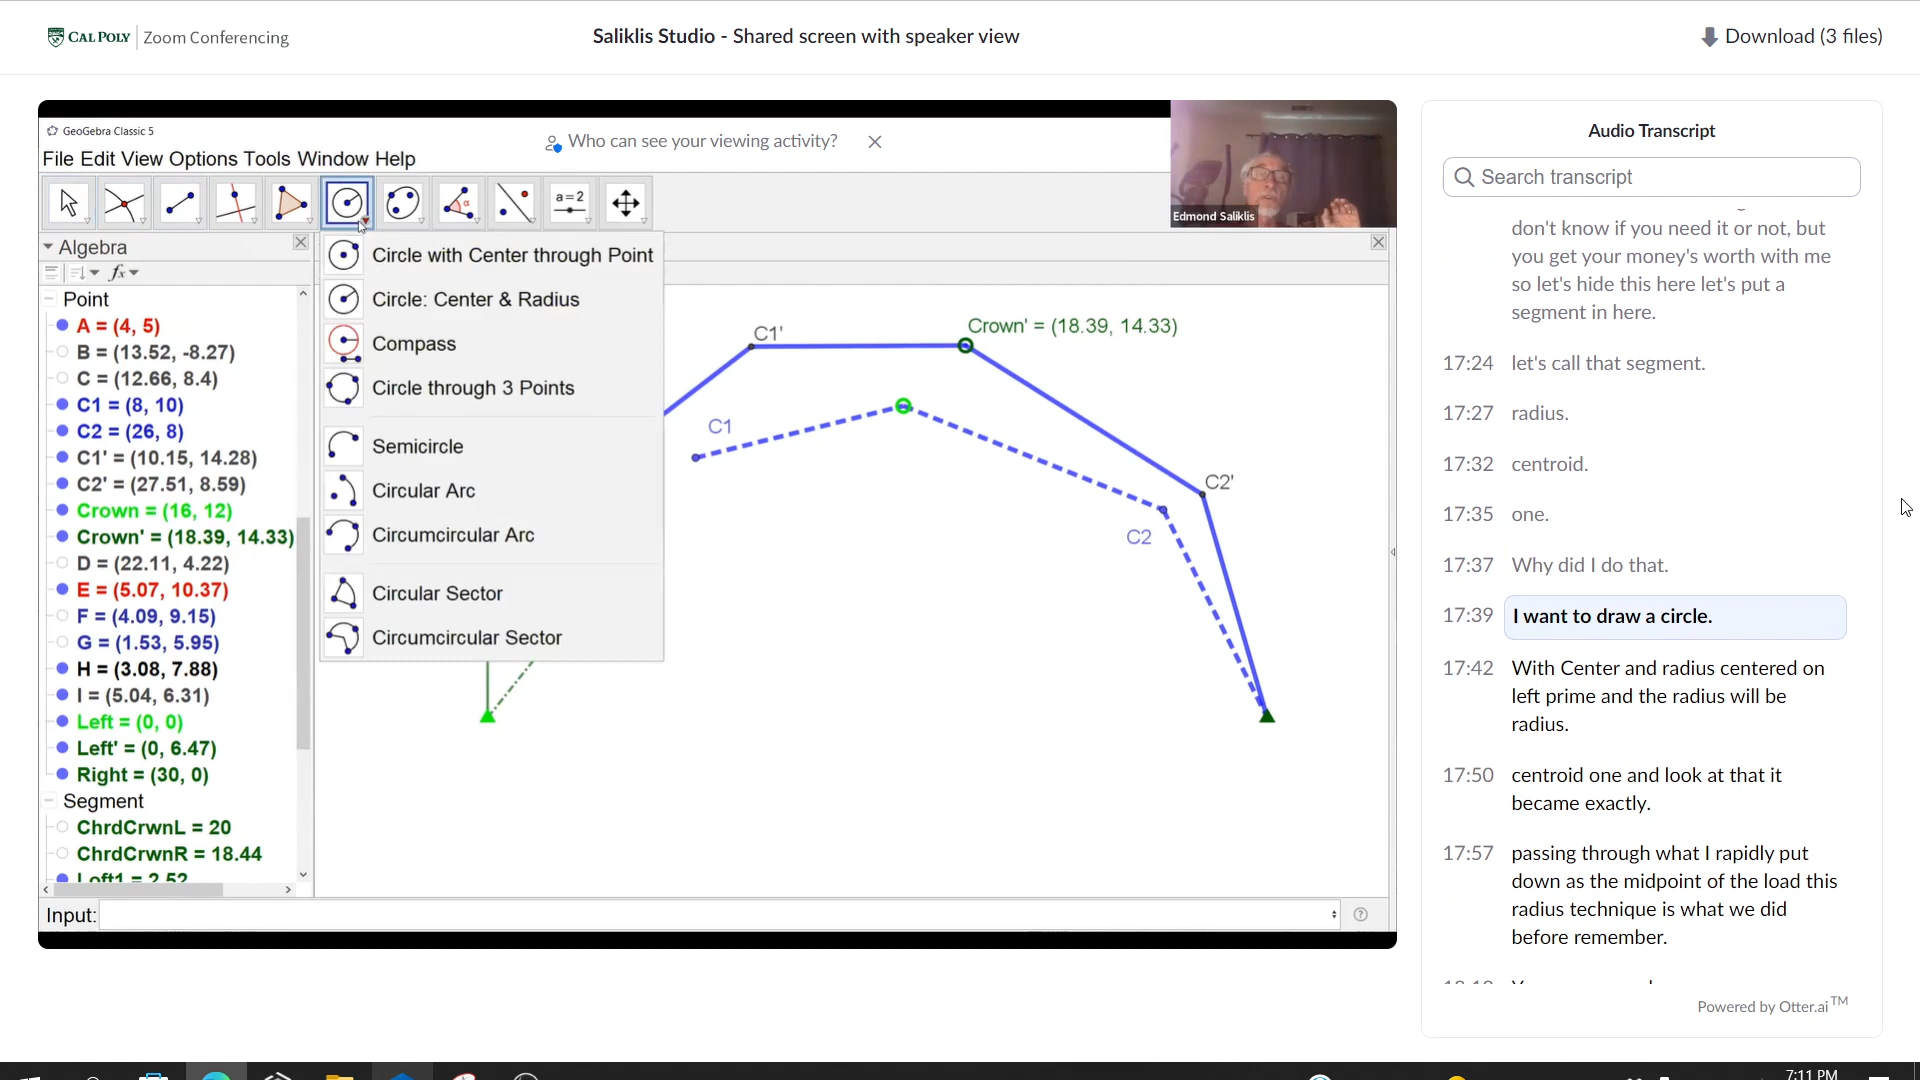 CAL POLY | Zoom Conferencing
Saliklis Studio - Shared screen with speaker view
Download (3 files)
GeoGebra Classic 5
Who can see your viewing activity?
File Edit View Options Tools Window Help
α
a=2
Edmond Saliklis
Algebra
fx
Point
A = (4, 5)
B = (13.52, -8.27)
C = (12.66, 8.4)
C1 = (8, 10)
C2 = (26, 8)
C1' = (10.15, 14.28)
C2' = (27.51, 8.59)
Crown = (16, 12)
Crown' = (18.39, 14.33)
D = (22.11, 4.22)
E = (5.07, 10.37)
F = (4.09, 9.15)
G = (1.53, 5.95)
H = (3.08, 7.88)
I = (5.04, 6.31)
Left = (0, 0)
Left' = (0, 6.47)
Right = (30, 0)
Segment
ChrdCrwnL = 20
ChrdCrwnR = 18.44
Loft1 = 2.52
Input:
Circle with Center through Point
Circle: Center & Radius
Compass
Circle through 3 Points
Semicircle
Circular Arc
Circumcircular Arc
Circular Sector
Circumcircular Sector
C1'
Crown' = (18.39, 14.33)
C1
C2'
C2
Audio Transcript
Search transcript
don't know if you need it or not, but
you get your money's worth with me
so let's hide this here let's put a
segment in here.
17:24 let's call that segment.
17:27 radius.
17:32 centroid.
17:35 one.
17:37 Why did I do that.
17:39 I want to draw a circle.
17:42 With Center and radius centered on
left prime and the radius will be
radius.
17:50 centroid one and look at that it
became exactly.
17:57 passing through what I rapidly put
down as the midpoint of the load this
radius technique is what we did
before remember.
Powered by Otter.ai™
7:11 PM